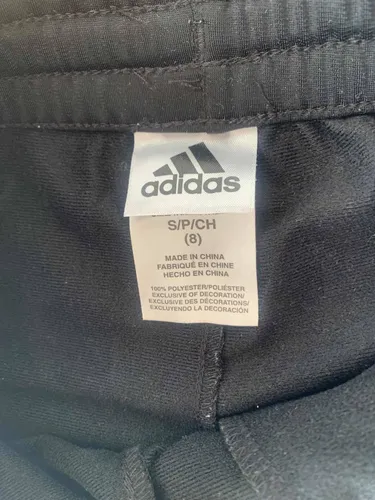 adidas
S/P/CH
(8)
MADE IN CHINA
FABRIQUÉ EN CHINE
HECHO EN CHINA
100% POLYESTER/POLIÉSTER
EXCLUSIVE OF DECORATION/
EXCLUSIVE DES DÉCORATIONS/
EXCLUYENDO LA DECORACIÓN